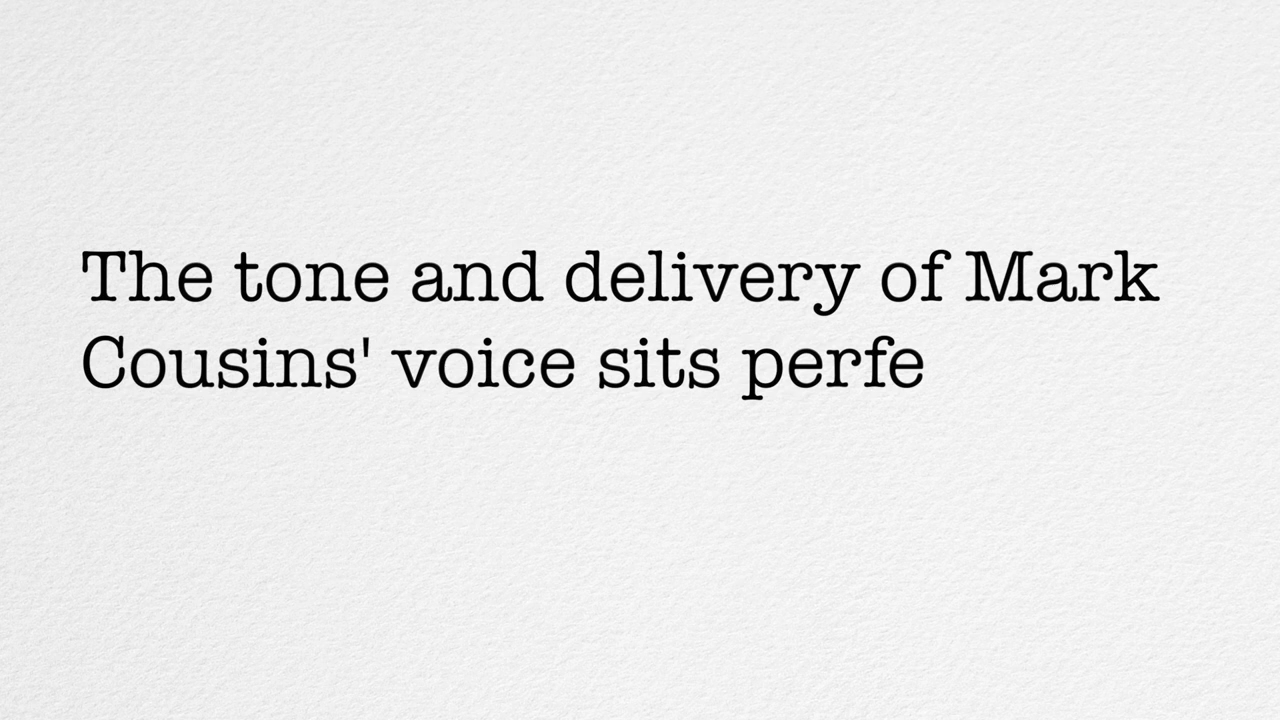 The tone and delivery of Mark
Cousins' voice sits perfe